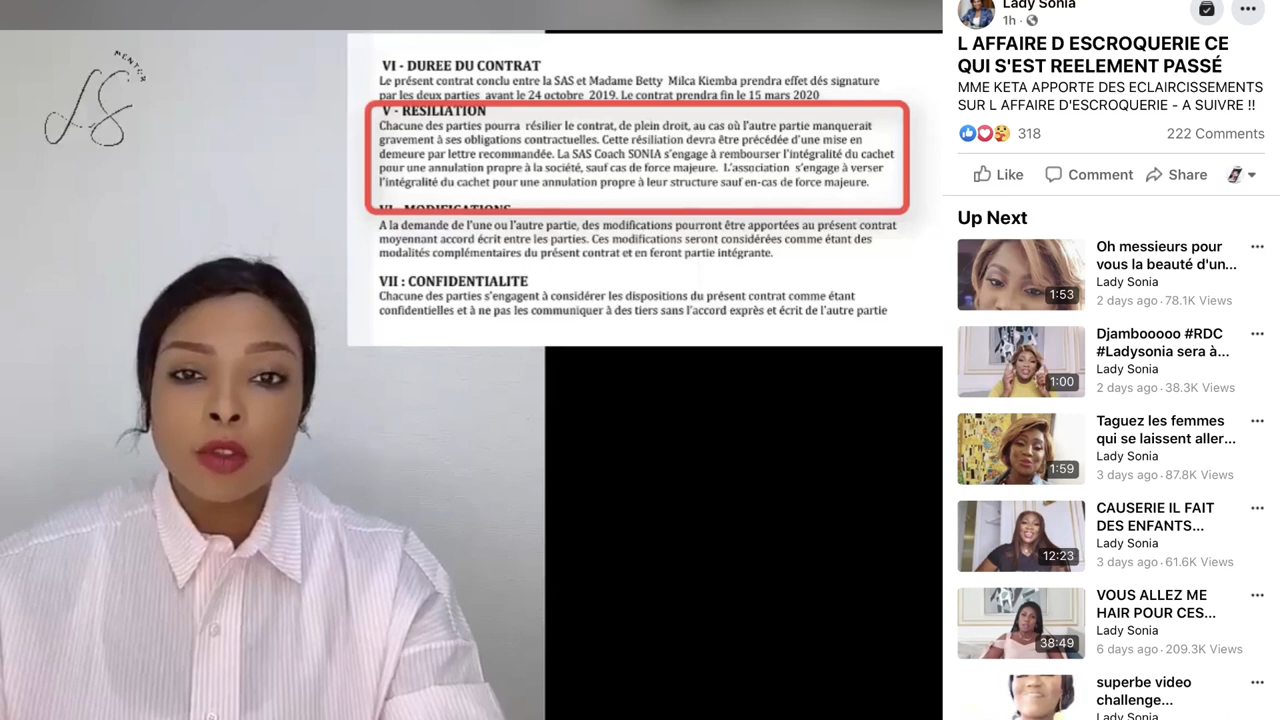 MENTOR
LS
VI - DUREE DU CONTRAT
Le présent contrat conclu entre la SAS et Madame Betty Milca Kiemba prendra effet dés signature
par les deux parties avant le 24 octobre 2019. Le contrat prendra fin le 15 mars 2020
V - RESILIATION
Chacune des parties pourra résilier le contrat, de plein droit, au cas où l'autre partie manquerait
gravement à ses obligations contractuelles. Cette résiliation devra être précédée d'une mise en
demeure par lettre recommandée. La SAS Coach SONIA s'engage à rembourser l'intégralité du cachet
pour une annulation propre à la société, sauf cas de force majeure. L'association s'engage à verser
l'intégralité du cachet pour une annulation propre à leur structure sauf en-cas de force majeure.
VI - MODIFICATIONS
A la demande de l'une ou l'autre partie, des modifications pourront être apportées au présent contrat
moyennant accord écrit entre les parties. Ces modifications seront considérées comme étant des
modalités complémentaires du présent contrat et en feront partie intégrante.
VII : CONFIDENTIALITE
Chacune des parties s'engagent à considérer les dispositions du présent contrat comme étant
confidentielles et à ne pas les communiquer à des tiers sans l'accord exprès et écrit de l'autre partie
Lady Sonia
1h ·
L AFFAIRE D ESCROQUERIE CE
QUI S'EST REELEMENT PASSÉ
MME KETA APPORTE DES ECLAIRCISSEMENTS
SUR L AFFAIRE D'ESCROQUERIE - A SUIVRE !!
318
222 Comments
Like
Comment
Share
Up Next
Oh messieurs pour
vous la beauté d'un...
Lady Sonia
2 days ago · 78.1K Views
1:53
Djambooooo #RDC
#Ladysonia sera à...
Lady Sonia
2 days ago · 38.3K Views
1:00
Taguez les femmes
qui se laissent aller...
Lady Sonia
3 days ago · 87.8K Views
1:59
CAUSERIE IL FAIT
DES ENFANTS...
Lady Sonia
3 days ago · 61.6K Views
12:23
VOUS ALLEZ ME
HAIR POUR CES...
Lady Sonia
6 days ago · 209.3K Views
38:49
superbe video
challenge...
Lady Sonia